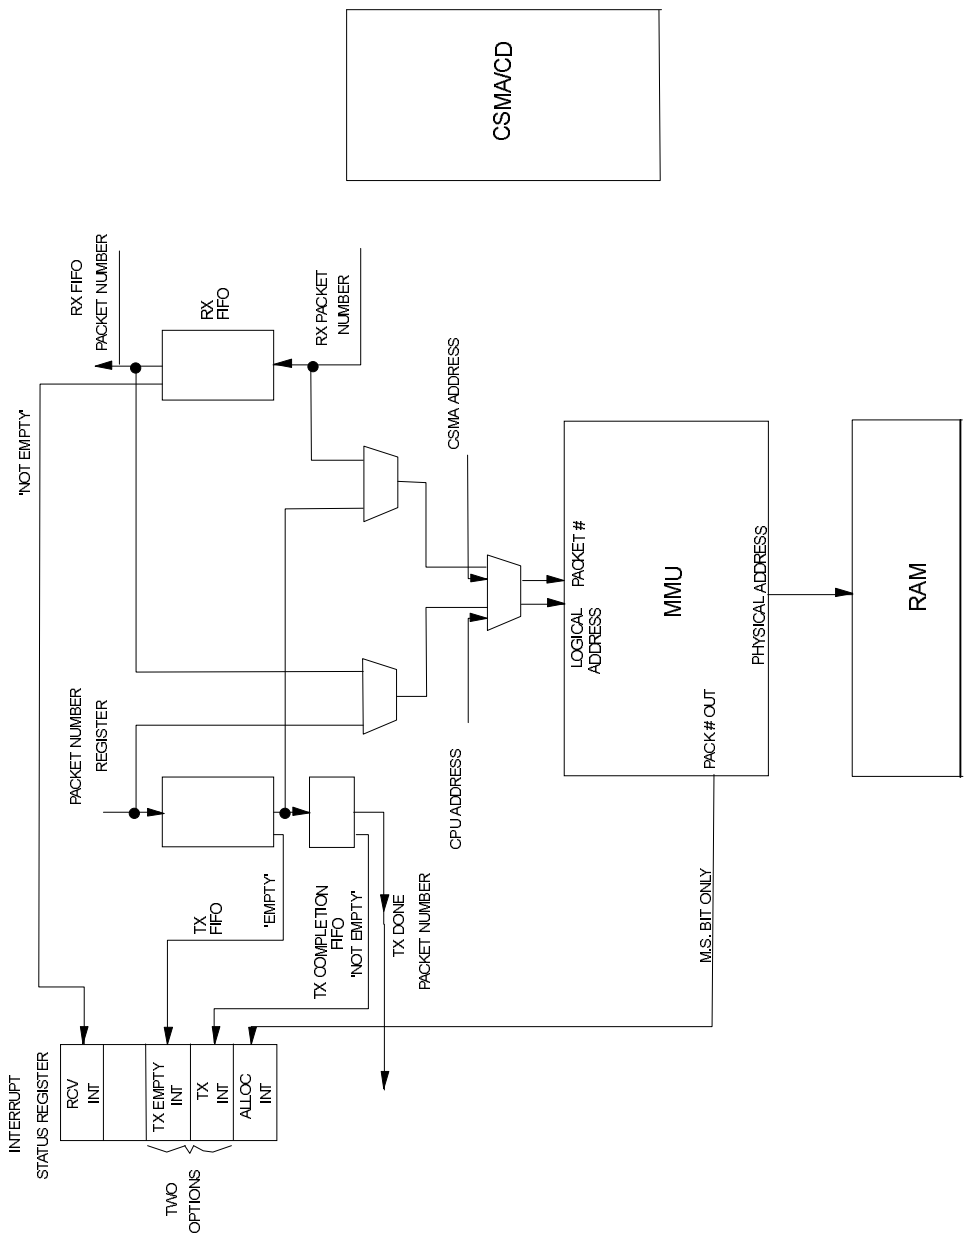 INTERRUPT
STATUS REGISTER
RCV
INT
TX EMPTY
INT
TX
INT
ALLOC
INT
TWO
OPTIONS
'NOT EMPTY'
PACKET NUMBER
REGISTER
TX
FIFO
'EMPTY'
TX COMPLETION
FIFO
'NOT EMPTY'
TX DONE
PACKET NUMBER
RX FIFO
PACKET NUMBER
RX
FIFO
RX PACKET
NUMBER
CSMA ADDRESS
CPU ADDRESS
M.S. BIT ONLY
PACK # OUT
LOGICAL
ADDRESS
PACKET #
MMU
PHYSICAL ADDRESS
RAM
CSMA/CD